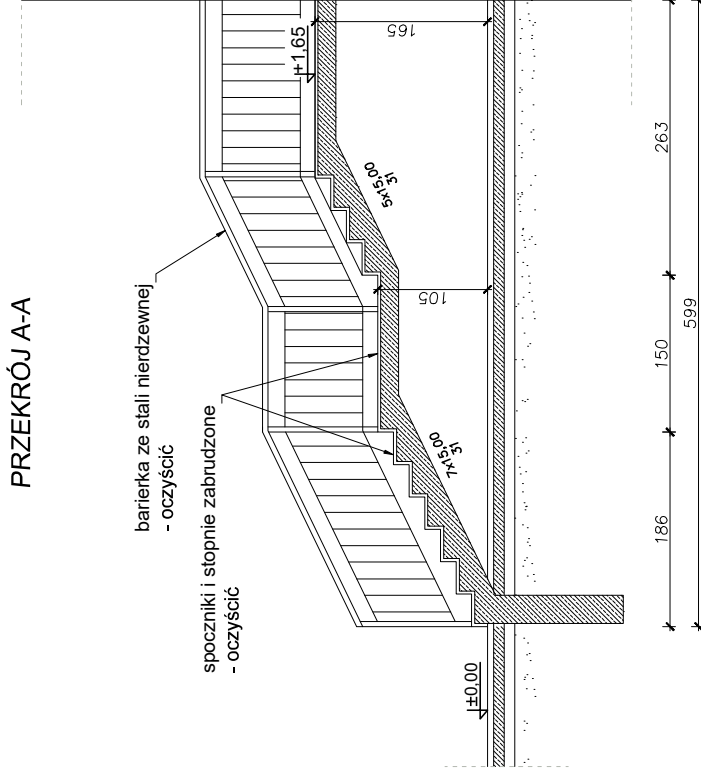 PRZEKRÓJ A-A
barierka ze stali nierdzewnej
- oczyścić
spoczniki i stopnie zabrudzone
- oczyścić
±0,00
±1,65
7x15,00
31
5x15,00
31
105
165
186
150
263
599